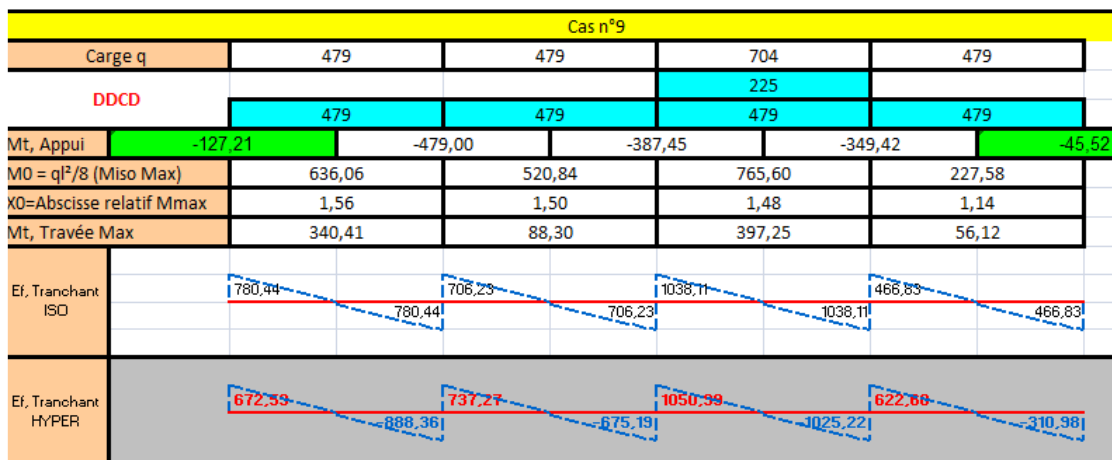 Cas n°9
Carge q 479 479 704 479
DDCD 225
479 479 479 479
Mt, Appui -127,21 -479,00 -387,45 -349,42 -45,52
M0 = ql²/8 (Miso Max) 636,06 520,84 765,60 227,58
X0=Abscisse relatif Mmax 1,56 1,50 1,48 1,14
Mt, Travée Max 340,41 88,30 397,25 56,12
Ef, Tranchant
ISO
780,44 706,23 1038,11 466,83
780,44 706,23 1038,11 466,83
Ef, Tranchant
HYPER
672,53 737,27 1050,99 622,68
-888,36 -675,19 -1025,22 -310,98